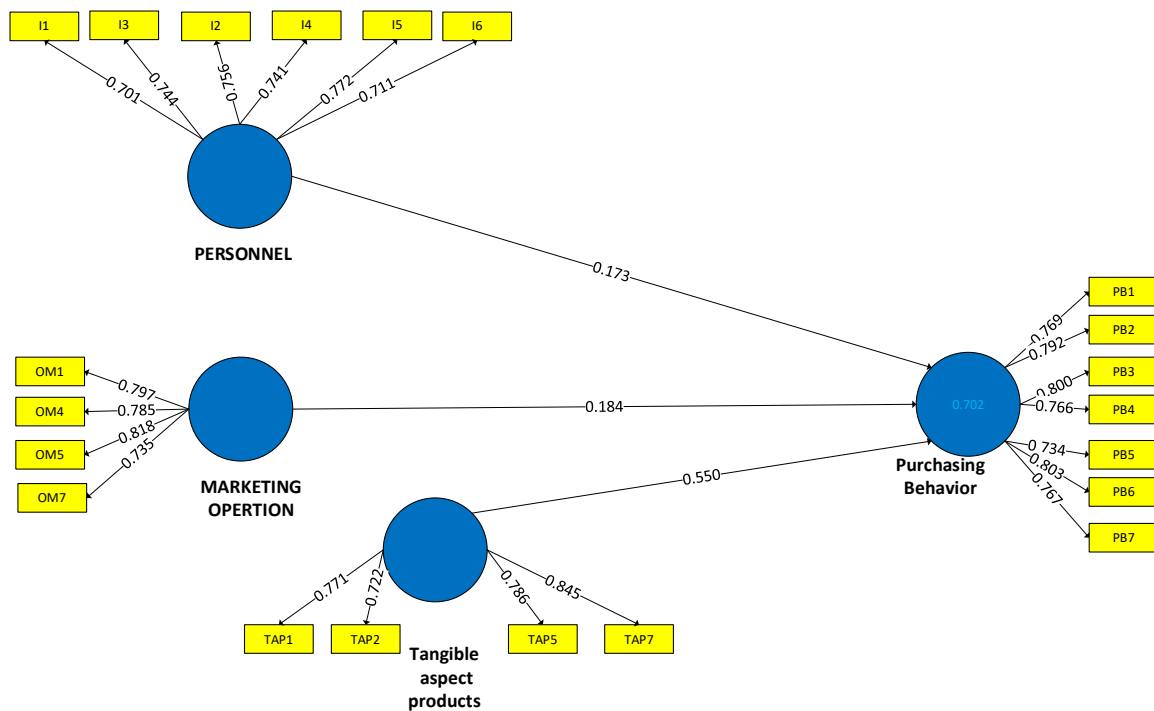 I1
I3
I2
I4
I5
I6
0.701
0.744
0.756
0.741
0.772
0.711
PERSONNEL
0.173
OM1
OM4
OM5
OM7
0.797
0.785
0.818
0.735
MARKETING
OPERTION
0.184
0.550
0.702
Purchasing
Behavior
0.769
0.792
0.800
0.766
0.734
0.803
0.767
PB1
PB2
PB3
PB4
PB5
PB6
PB7
0.771
0.722
0.786
0.845
TAP1
TAP2
TAP5
TAP7
Tangible
aspect
products